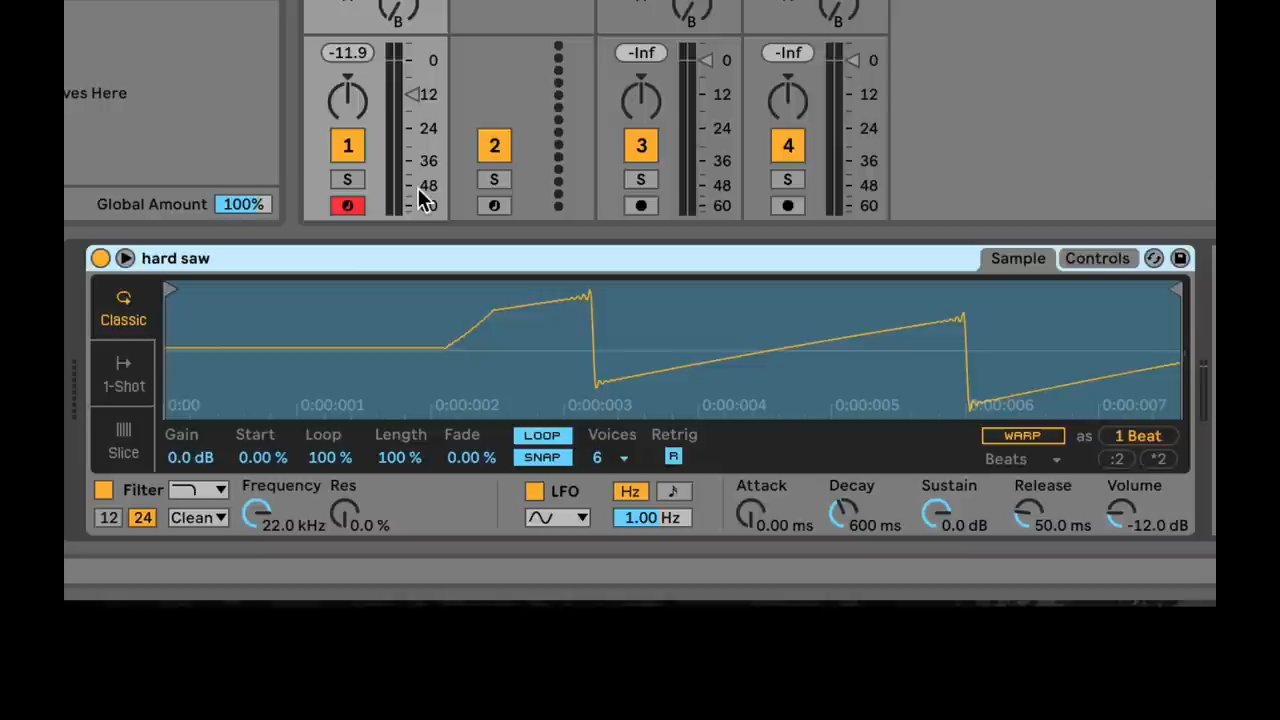 B B B
-11.9 -Inf -Inf
0 0 0
ves Here
12 12 12
24 24 24
1 2 3 4
36 36 36
S S S S
48 48 48
Global Amount 100%
60 60
hard saw Sample Controls
Classic
1-Shot
Slice
0:00 0:00:001 0:00:002 0:00:003 0:00:004 0:00:005 0:00:006 0:00:007
Gain Start Loop Length Fade LOOP Voices Retrig WARP as 1 Beat
0.0 dB 0.00 % 100 % 100 % 0.00 % SNAP 6 R Beats :2 *2
Filter Frequency Res LFO Hz Attack Decay Sustain Release Volume
12 24 Clean 22.0 kHz 0.0 % 1.00 Hz 0.00 ms 600 ms 0.0 dB 50.0 ms -12.0 dB